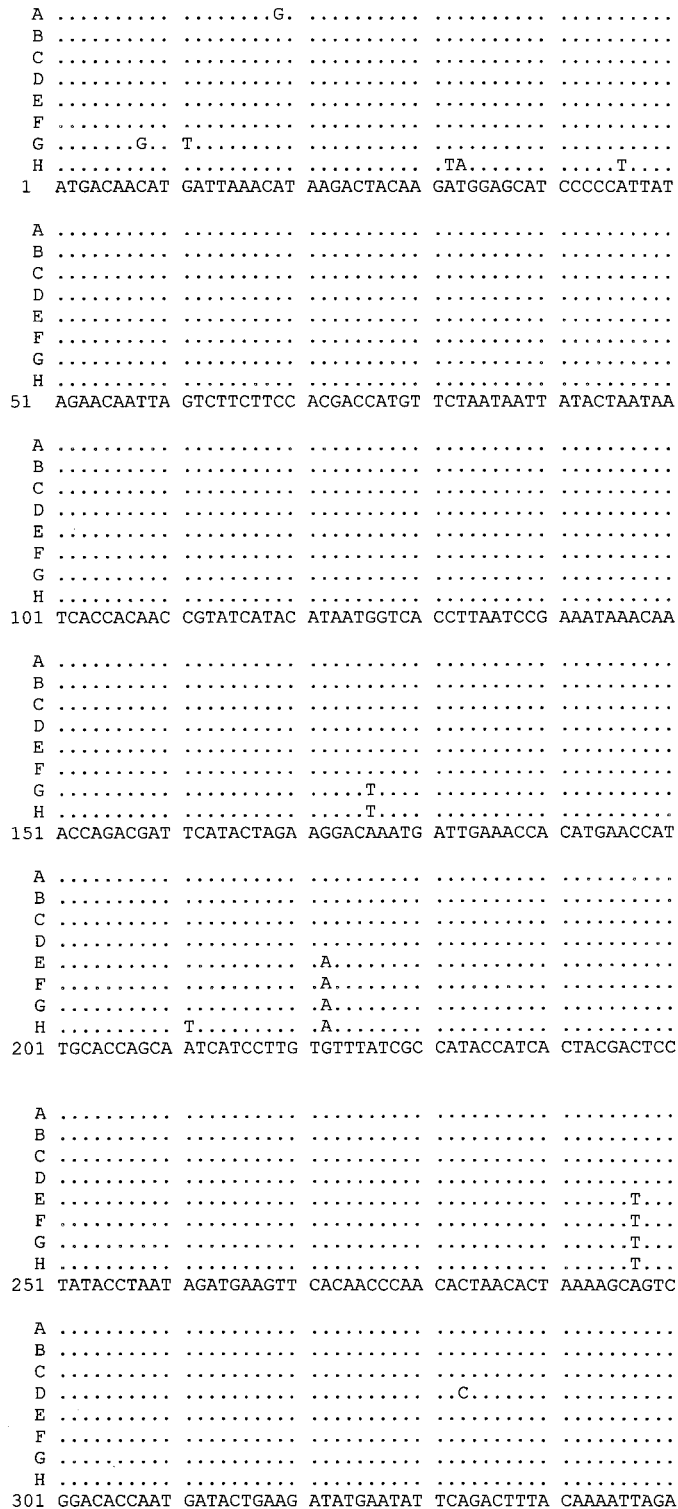 A .......... ........G. .......... .......... ..........
B .......... .......... .......... .......... ..........
C .......... .......... .......... .......... ..........
D .......... .......... .......... .......... ..........
E .......... .......... .......... .......... ..........
F .......... .......... .......... .......... ..........
G .......G.. T......... .......... .......... ..........
H .......... .......... .......... .TA....... .....T....
1 ATGACAACAT GATTAAACAT AAGACTACAA GATGGAGCAT CCCCCATTAT
A .......... .......... .......... .......... ..........
B .......... .......... .......... .......... ..........
C .......... .......... .......... .......... ..........
D .......... .......... .......... .......... ..........
E .......... .......... .......... .......... ..........
F .......... .......... .......... .......... ..........
G .......... .......... .......... .......... ..........
H .......... .......... .......... .......... ..........
51 AGAACAATTA GTCTTCTTCC ACGACCATGT TCTAATAATT ATACTAATAA
A .......... .......... .......... .......... ..........
B .......... .......... .......... .......... ..........
C .......... .......... .......... .......... ..........
D .......... .......... .......... .......... ..........
E .......... .......... .......... .......... ..........
F .......... .......... .......... .......... ..........
G .......... .......... .......... .......... ..........
H .......... .......... .......... .......... ..........
101 TCACCACAAC CGTATCATAC ATAATGGTCA CCTTAATCCG AAATAAACAA
A .......... .......... .......... .......... ..........
B .......... .......... .......... .......... ..........
C .......... .......... .......... .......... ..........
D .......... .......... .......... .......... ..........
E .......... .......... .......... .......... ..........
F .......... .......... .......... .......... ..........
G .......... .......... .....T.... .......... ..........
H .......... .......... .....T.... .......... ..........
151 ACCAGACGAT TCATACTAGA AGGACAAATG ATTGAAACCA CATGAACCAT
A .......... .......... .......... .......... ..........
B .......... .......... .......... .......... ..........
C .......... .......... .......... .......... ..........
D .......... .......... .......... .......... ..........
E .......... .......... .A........ .......... ..........
F .......... .......... .A........ .......... ..........
G .......... .......... .A........ .......... ..........
H .......... T......... .A........ .......... ..........
201 TGCACCAGCA ATCATCCTTG TGTTTATCGC CATACCATCA CTACGACTCC
A .......... .......... .......... .......... ..........
B .......... .......... .......... .......... ..........
C .......... .......... .......... .......... ..........
D .......... .......... .......... .......... ..........
E .......... .......... .......... .......... ......T...
F .......... .......... .......... .......... ......T...
G .......... .......... .......... .......... ......T...
H .......... .......... .......... .......... ......T...
251 TATACCTAAT AGATGAAGTT CACAACCCAA CACTAACACT AAAAGCAGTC
A .......... .......... .......... .......... ..........
B .......... .......... .......... .......... ..........
C .......... .......... .......... .......... ..........
D .......... .......... .......... ..C....... ..........
E .......... .......... .......... .......... ..........
F .......... .......... .......... .......... ..........
G .......... .......... .......... .......... ..........
H .......... .......... .......... .......... ..........
301 GGACACCAAT GATACTGAAG ATATGAATAT TCAGACTTTA CAAAATTAGA